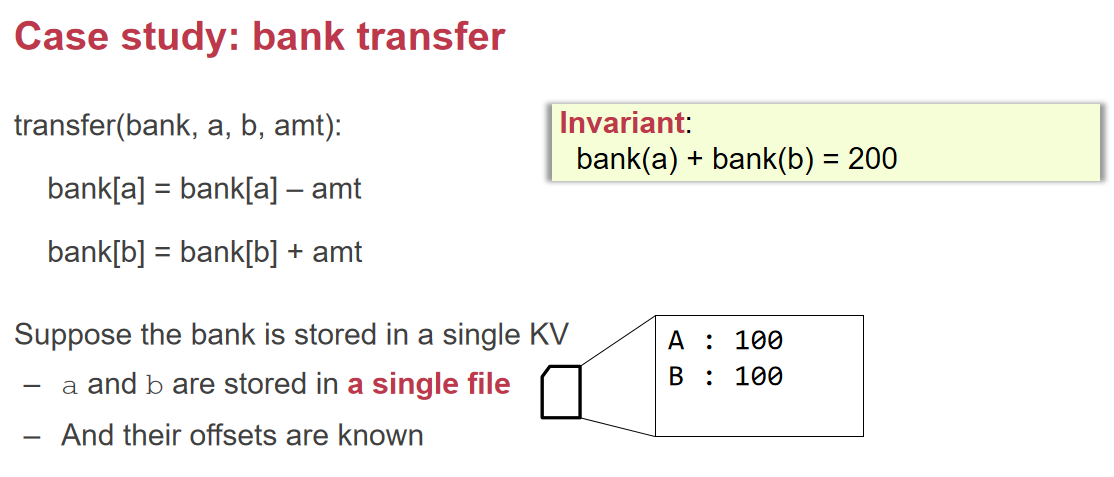 Case study: bank transfer
transfer(bank, a, b, amt):
bank[a] = bank[a] – amt
bank[b] = bank[b] + amt
Invariant:
bank(a) + bank(b) = 200
Suppose the bank is stored in a single KV
– a and b are stored in a single file
– And their offsets are known
A : 100
B : 100